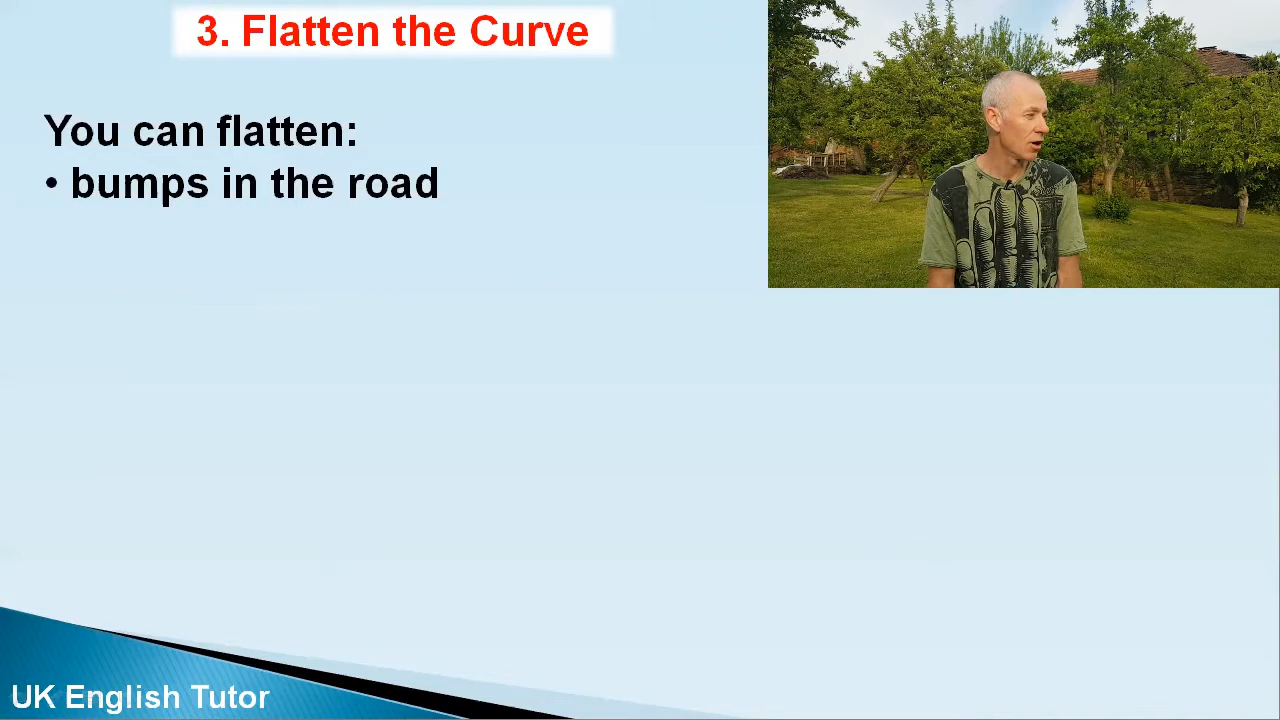 3. Flatten the Curve
You can flatten:
• bumps in the road
UK English Tutor